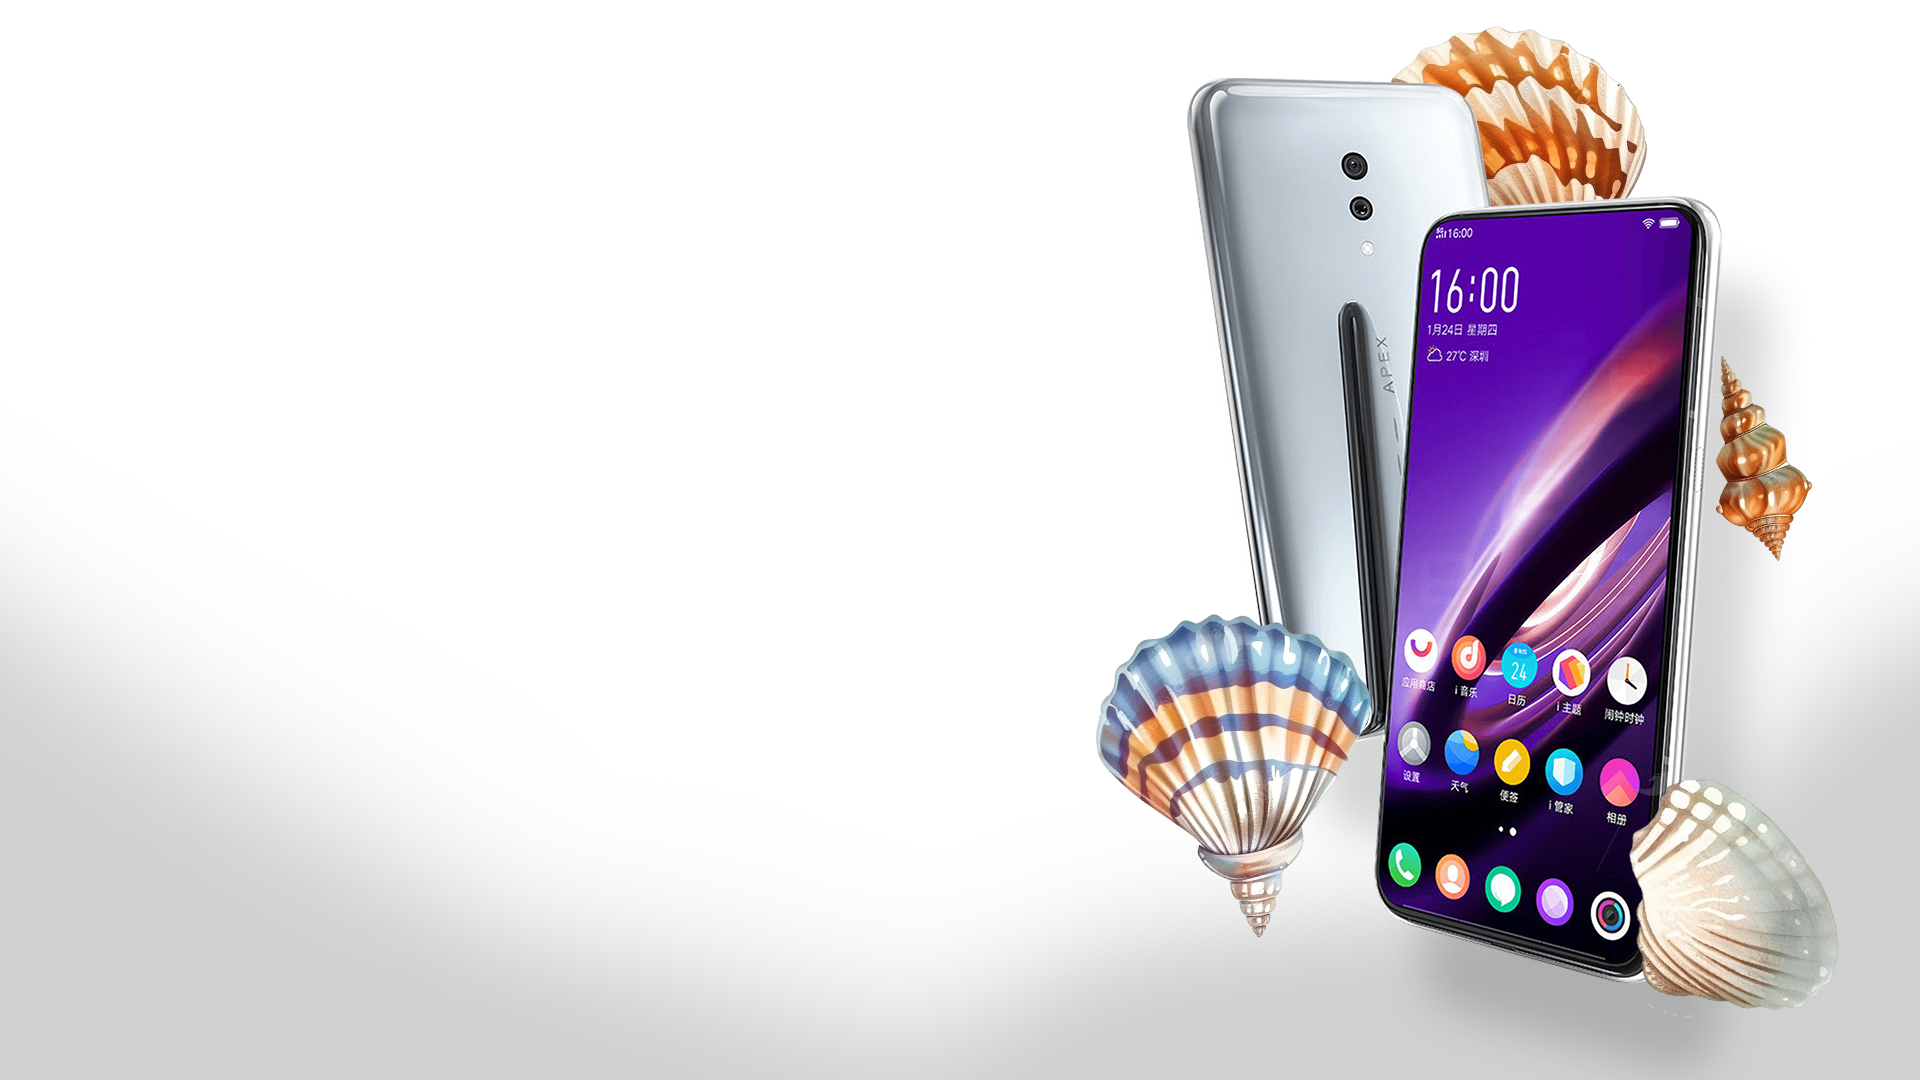 APEX
5G 16:00
16:00
1月24日 星期四
27℃ 深圳
应用商店
i 音乐
24
日历
i 主题
闹钟时钟
设置
天气
便签
i 管家
相册